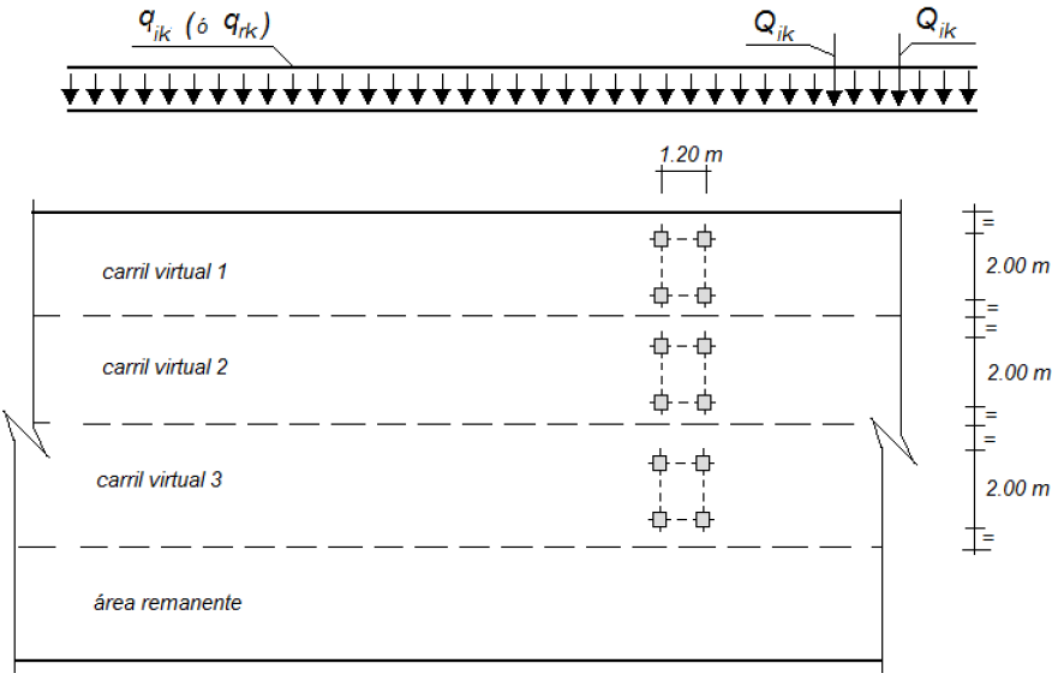 qik (ó qrk)
Qik
Qik
1.20 m
=
carril virtual 1
2.00 m
=
=
carril virtual 2
2.00 m
=
=
carril virtual 3
2.00 m
=
área remanente